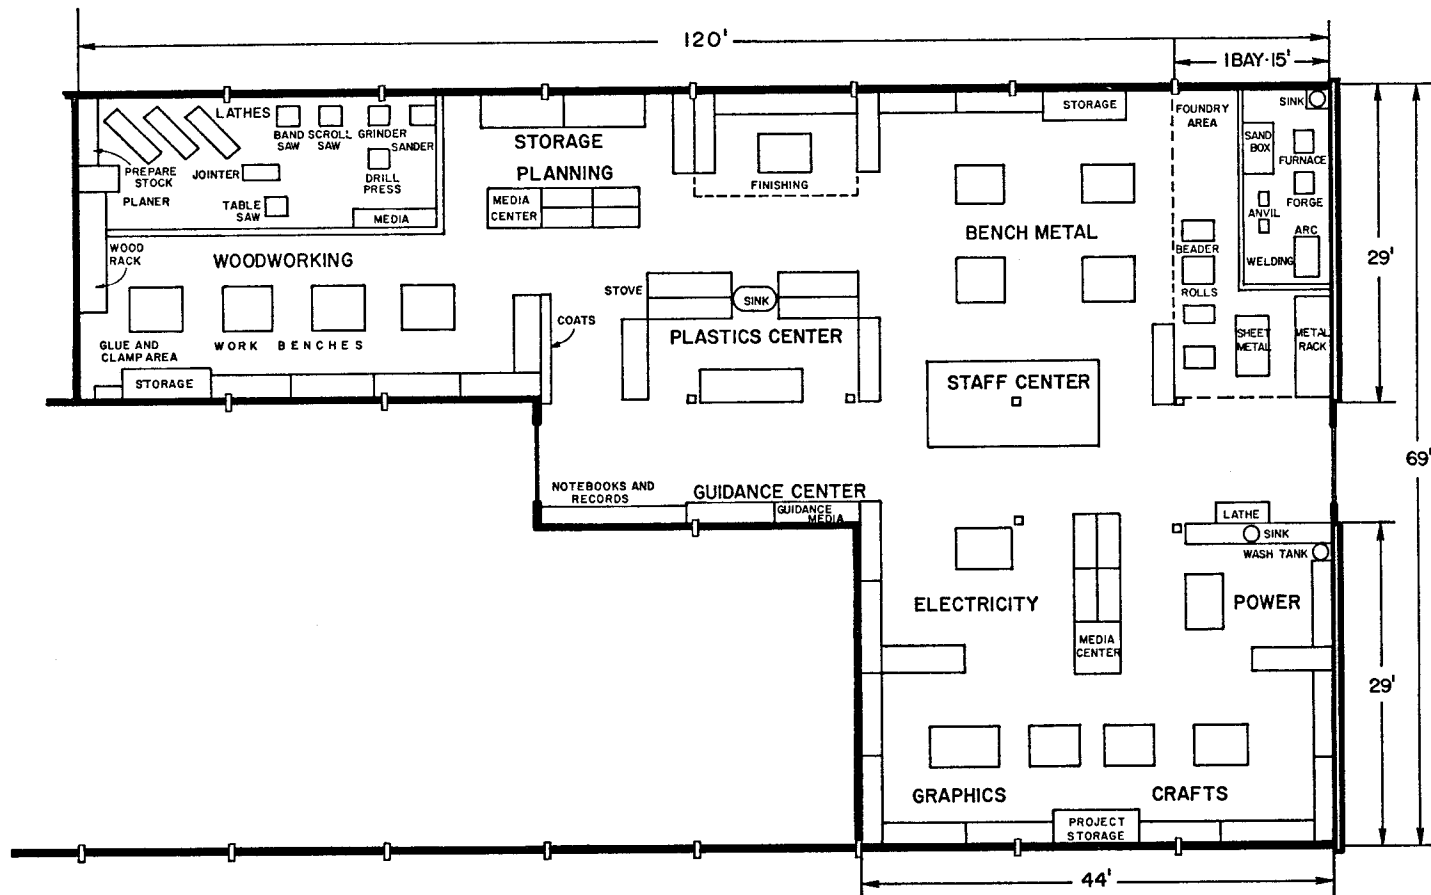 120'
1 BAY-15'
LATHES
BAND
SAW
SCROLL
SAW
GRINDER
SANDER
STORAGE
STORAGE
FOUNDRY
AREA
SINK
PREPARE
STOCK
PLANER
JOINTER
DRILL
PRESS
TABLE
SAW
MEDIA
PLANNING
MEDIA
CENTER
FINISHING
SAND
BOX
FURNACE
FORGE
ANVIL
ARC
WELDING
BENCH METAL
BEADER
ROLLS
29'
WOOD
RACK
WOODWORKING
STOVE
SINK
COATS
PLASTICS CENTER
SHEET
METAL
METAL
RACK
GLUE AND
CLAMP AREA
WORK BENCHES
STORAGE
STAFF CENTER
69'
NOTEBOOKS AND
RECORDS
GUIDANCE CENTER
GUIDANCE
MEDIA
LATHE
SINK
WASH TANK
ELECTRICITY
POWER
MEDIA
CENTER
29'
GRAPHICS
CRAFTS
PROJECT
STORAGE
44'